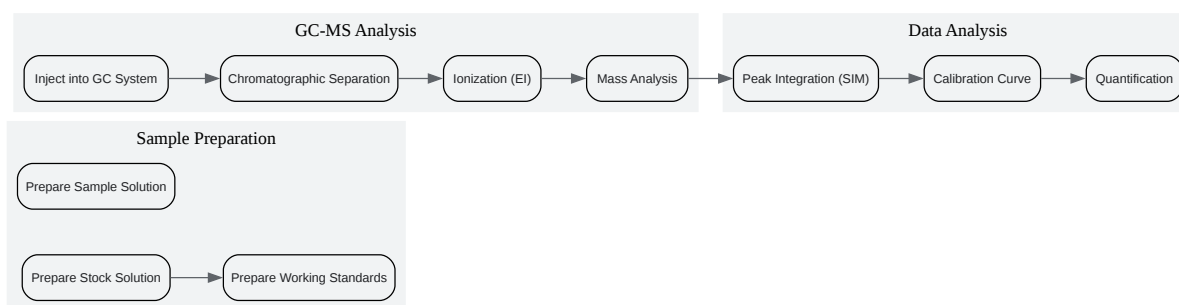 GC-MS Analysis
Inject into GC System
Chromatographic Separation
Ionization (EI)
Mass Analysis
Data Analysis
Peak Integration (SIM)
Calibration Curve
Quantification
Sample Preparation
Prepare Sample Solution
Prepare Stock Solution
Prepare Working Standards